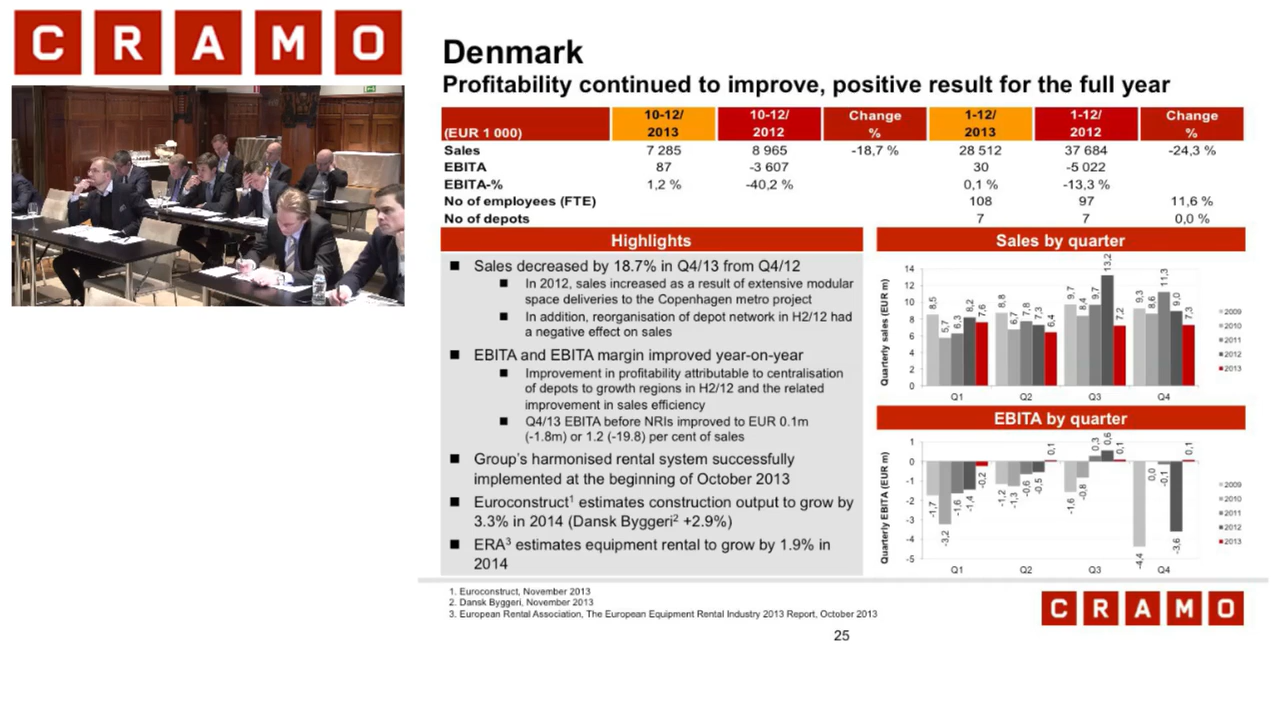 CRAMO
Denmark
Profitability continued to improve, positive result for the full year
(EUR 1 000) 10-12/ 2013 10-12/ 2012 Change % 1-12/ 2013 1-12/ 2012 Change %
Sales 7 285 8 965 -18,7 % 28 512 37 684 -24,3 %
EBITA 87 -3 607 30 -5 022
EBITA-% 1,2 % -40,2 % 0,1 % -13,3 %
No of employees (FTE) 108 97 11,6 %
No of depots 7 7 0,0 %
Highlights
■ Sales decreased by 18.7% in Q4/13 from Q4/12
■ In 2012, sales increased as a result of extensive modular
space deliveries to the Copenhagen metro project
■ In addition, reorganisation of depot network in H2/12 had
a negative effect on sales
■ EBITA and EBITA margin improved year-on-year
■ Improvement in profitability attributable to centralisation
of depots to growth regions in H2/12 and the related
improvement in sales efficiency
■ Q4/13 EBITA before NRIs improved to EUR 0.1m
(-1.8m) or 1.2 (-19.8) per cent of sales
■ Group's harmonised rental system successfully
implemented at the beginning of October 2013
■ Euroconstruct¹ estimates construction output to grow by
3.3% in 2014 (Dansk Byggeri² +2.9%)
■ ERA³ estimates equipment rental to grow by 1.9% in
2014
Sales by quarter
Quarterly sales (EUR m)
14
12
10
8
6
4
2
0
8,5 5,7 6,3 8,2 7,6
8,8 6,7 7,8 7,3 6,4
9,7 8,4 9,7 13,2 7,2
9,3 8,6 11,3 9,0 7,3
Q1 Q2 Q3 Q4
2009
2010
2011
2012
2013
EBITA by quarter
Quarterly EBITA (EUR m)
1
0
-1
-2
-3
-4
-5
-1,7 -3,2 -1,6 -1,4 -0,2
-1,2 -1,3 -0,6 -0,5 0,1
-1,6 -0,8 0,3 0,6 0,1
-4,4 0,0 -0,1 -3,6 0,1
Q1 Q2 Q3 Q4
2009
2010
2011
2012
2013
1. Euroconstruct, November 2013
2. Dansk Byggeri, November 2013
3. European Rental Association, The European Equipment Rental Industry 2013 Report, October 2013
CRAMO
25